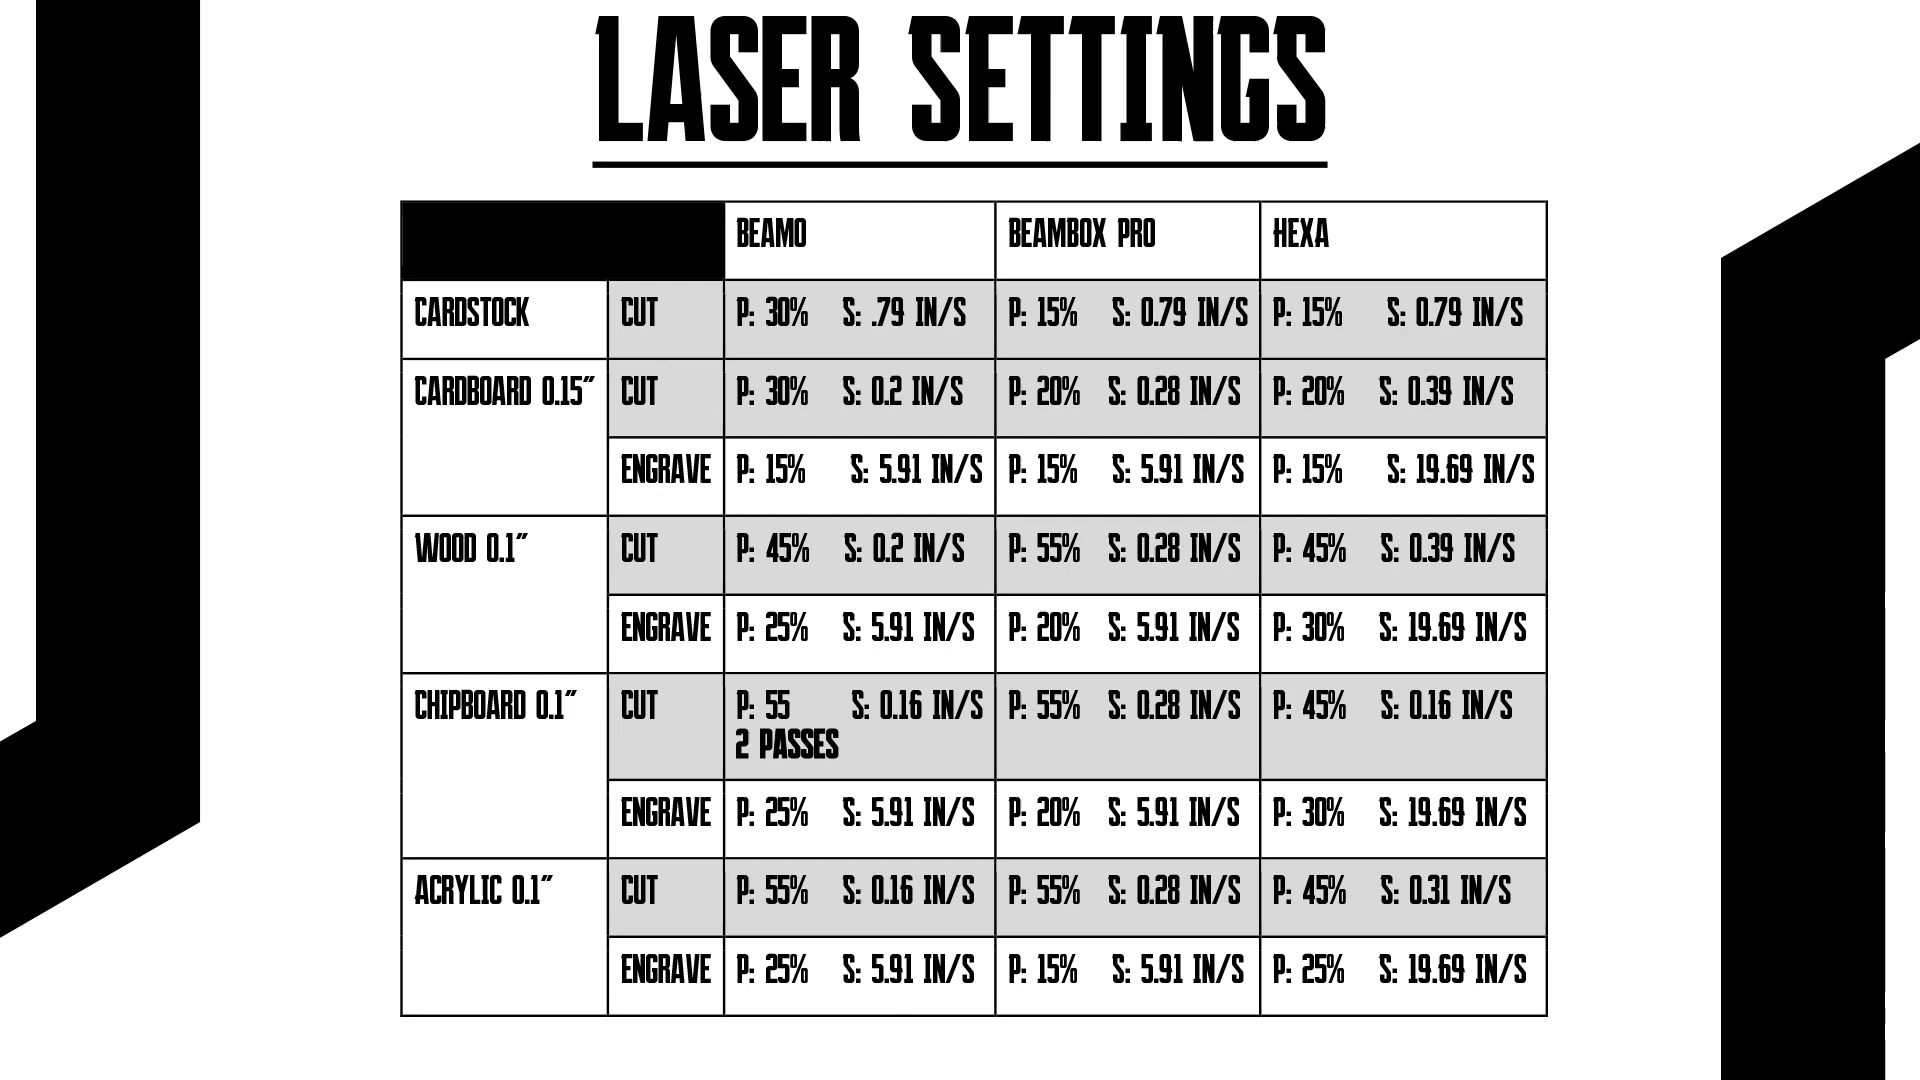 LASER SETTINGS
BEAMO BEAMBOX PRO HEXA
CARDSTOCK CUT P: 30% S: .79 IN/S P: 15% S: 0.79 IN/S P: 15% S: 0.79 IN/S
CARDBOARD 0.15" CUT P: 30% S: 0.2 IN/S P: 20% S: 0.28 IN/S P: 20% S: 0.39 IN/S
ENGRAVE P: 15% S: 5.91 IN/S P: 15% S: 5.91 IN/S P: 15% S: 19.69 IN/S
WOOD 0.1" CUT P: 45% S: 0.2 IN/S P: 55% S: 0.28 IN/S P: 45% S: 0.39 IN/S
ENGRAVE P: 25% S: 5.91 IN/S P: 20% S: 5.91 IN/S P: 30% S: 19.69 IN/S
CHIPBOARD 0.1" CUT P: 55 S: 0.16 IN/S P: 55% S: 0.28 IN/S P: 45% S: 0.16 IN/S
2 PASSES
ENGRAVE P: 25% S: 5.91 IN/S P: 20% S: 5.91 IN/S P: 30% S: 19.69 IN/S
ACRYLIC 0.1" CUT P: 55% S: 0.16 IN/S P: 55% S: 0.28 IN/S P: 45% S: 0.31 IN/S
ENGRAVE P: 25% S: 5.91 IN/S P: 15% S: 5.91 IN/S P: 25% S: 19.69 IN/S